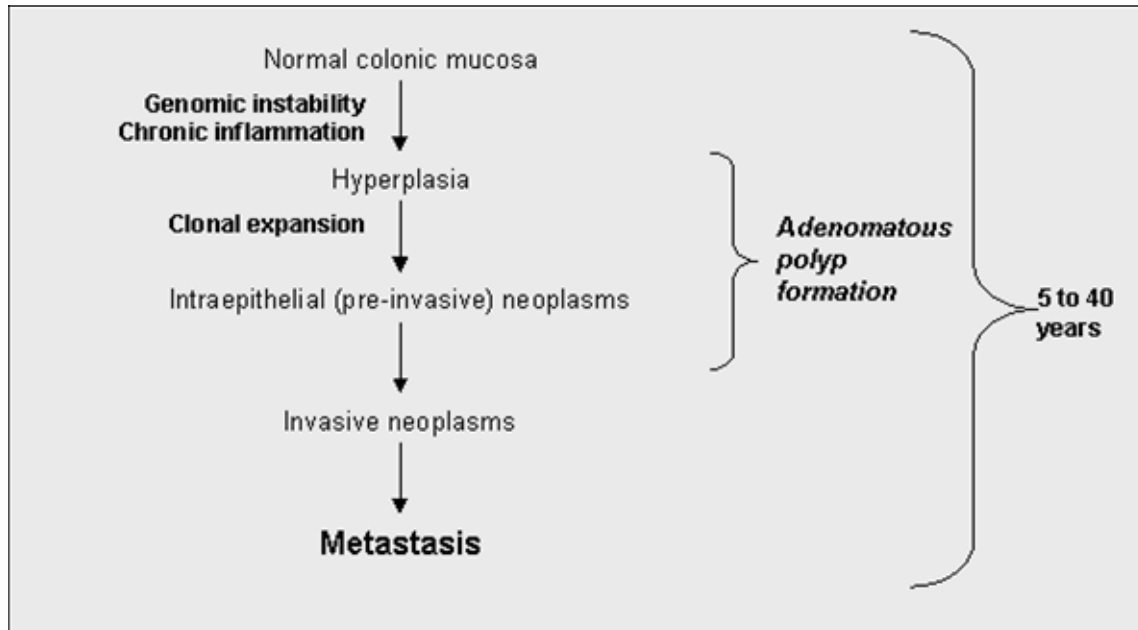 Normal colonic mucosa
Genomic instability
Chronic inflammation
Hyperplasia
Clonal expansion
Intraepithelial (pre-invasive) neoplasms
Invasive neoplasms
Metastasis
Adenomatous
polyp
formation
5 to 40
years